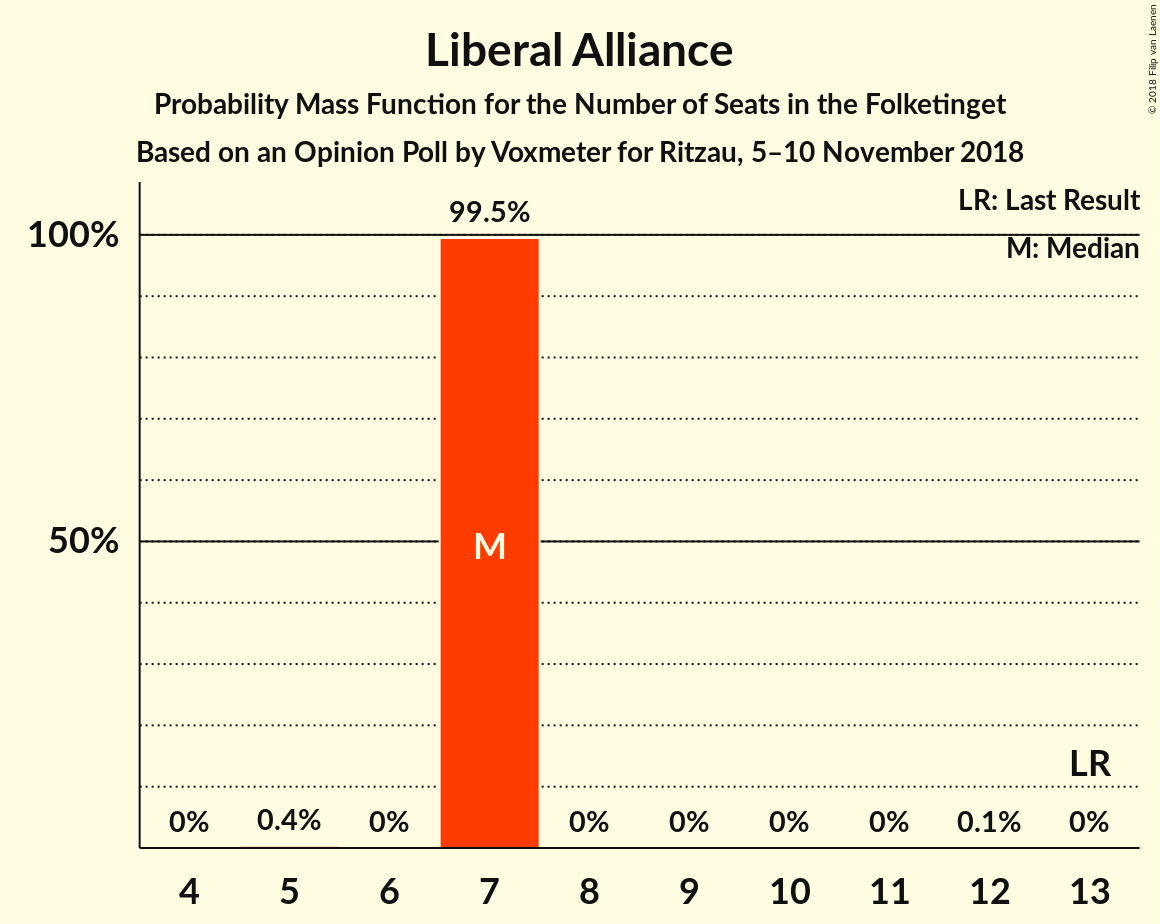 Liberal Alliance
Probability Mass Function for the Number of Seats in the Folketinget
Based on an Opinion Poll by Voxmeter for Ritzau, 5–10 November 2018
© 2018 Filip van Laenen
LR: Last Result
M: Median
99.5%
100%
50%
M
LR
0% 0.4% 0% 0% 0% 0% 0% 0.1% 0%
4 5 6 7 8 9 10 11 12 13